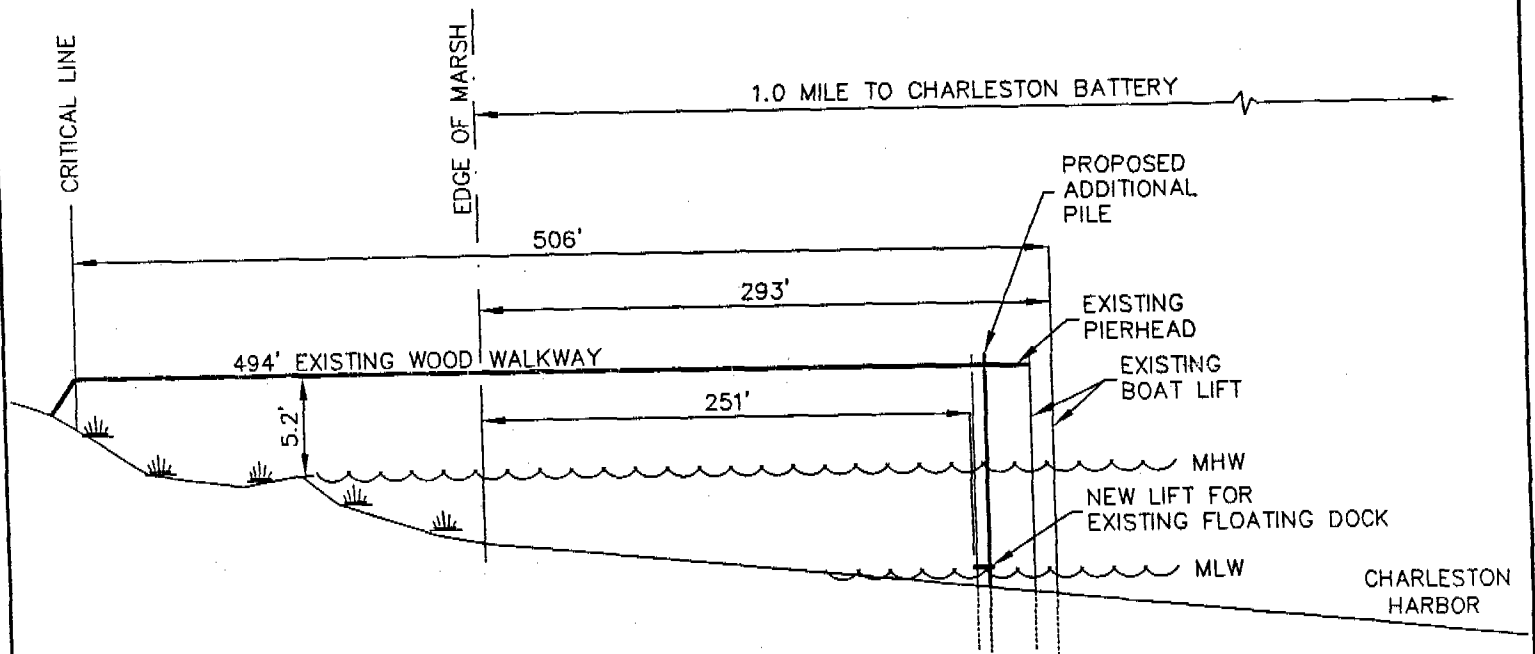 CRITICAL LINE
EDGE OF MARSH
1.0 MILE TO CHARLESTON BATTERY
PROPOSED
ADDITIONAL
PILE
506'
293'
EXISTING
PIERHEAD
494' EXISTING WOOD WALKWAY
EXISTING
BOAT LIFT
251'
5.2'
MHW
NEW LIFT FOR
EXISTING FLOATING DOCK
MLW
CHARLESTON
HARBOR